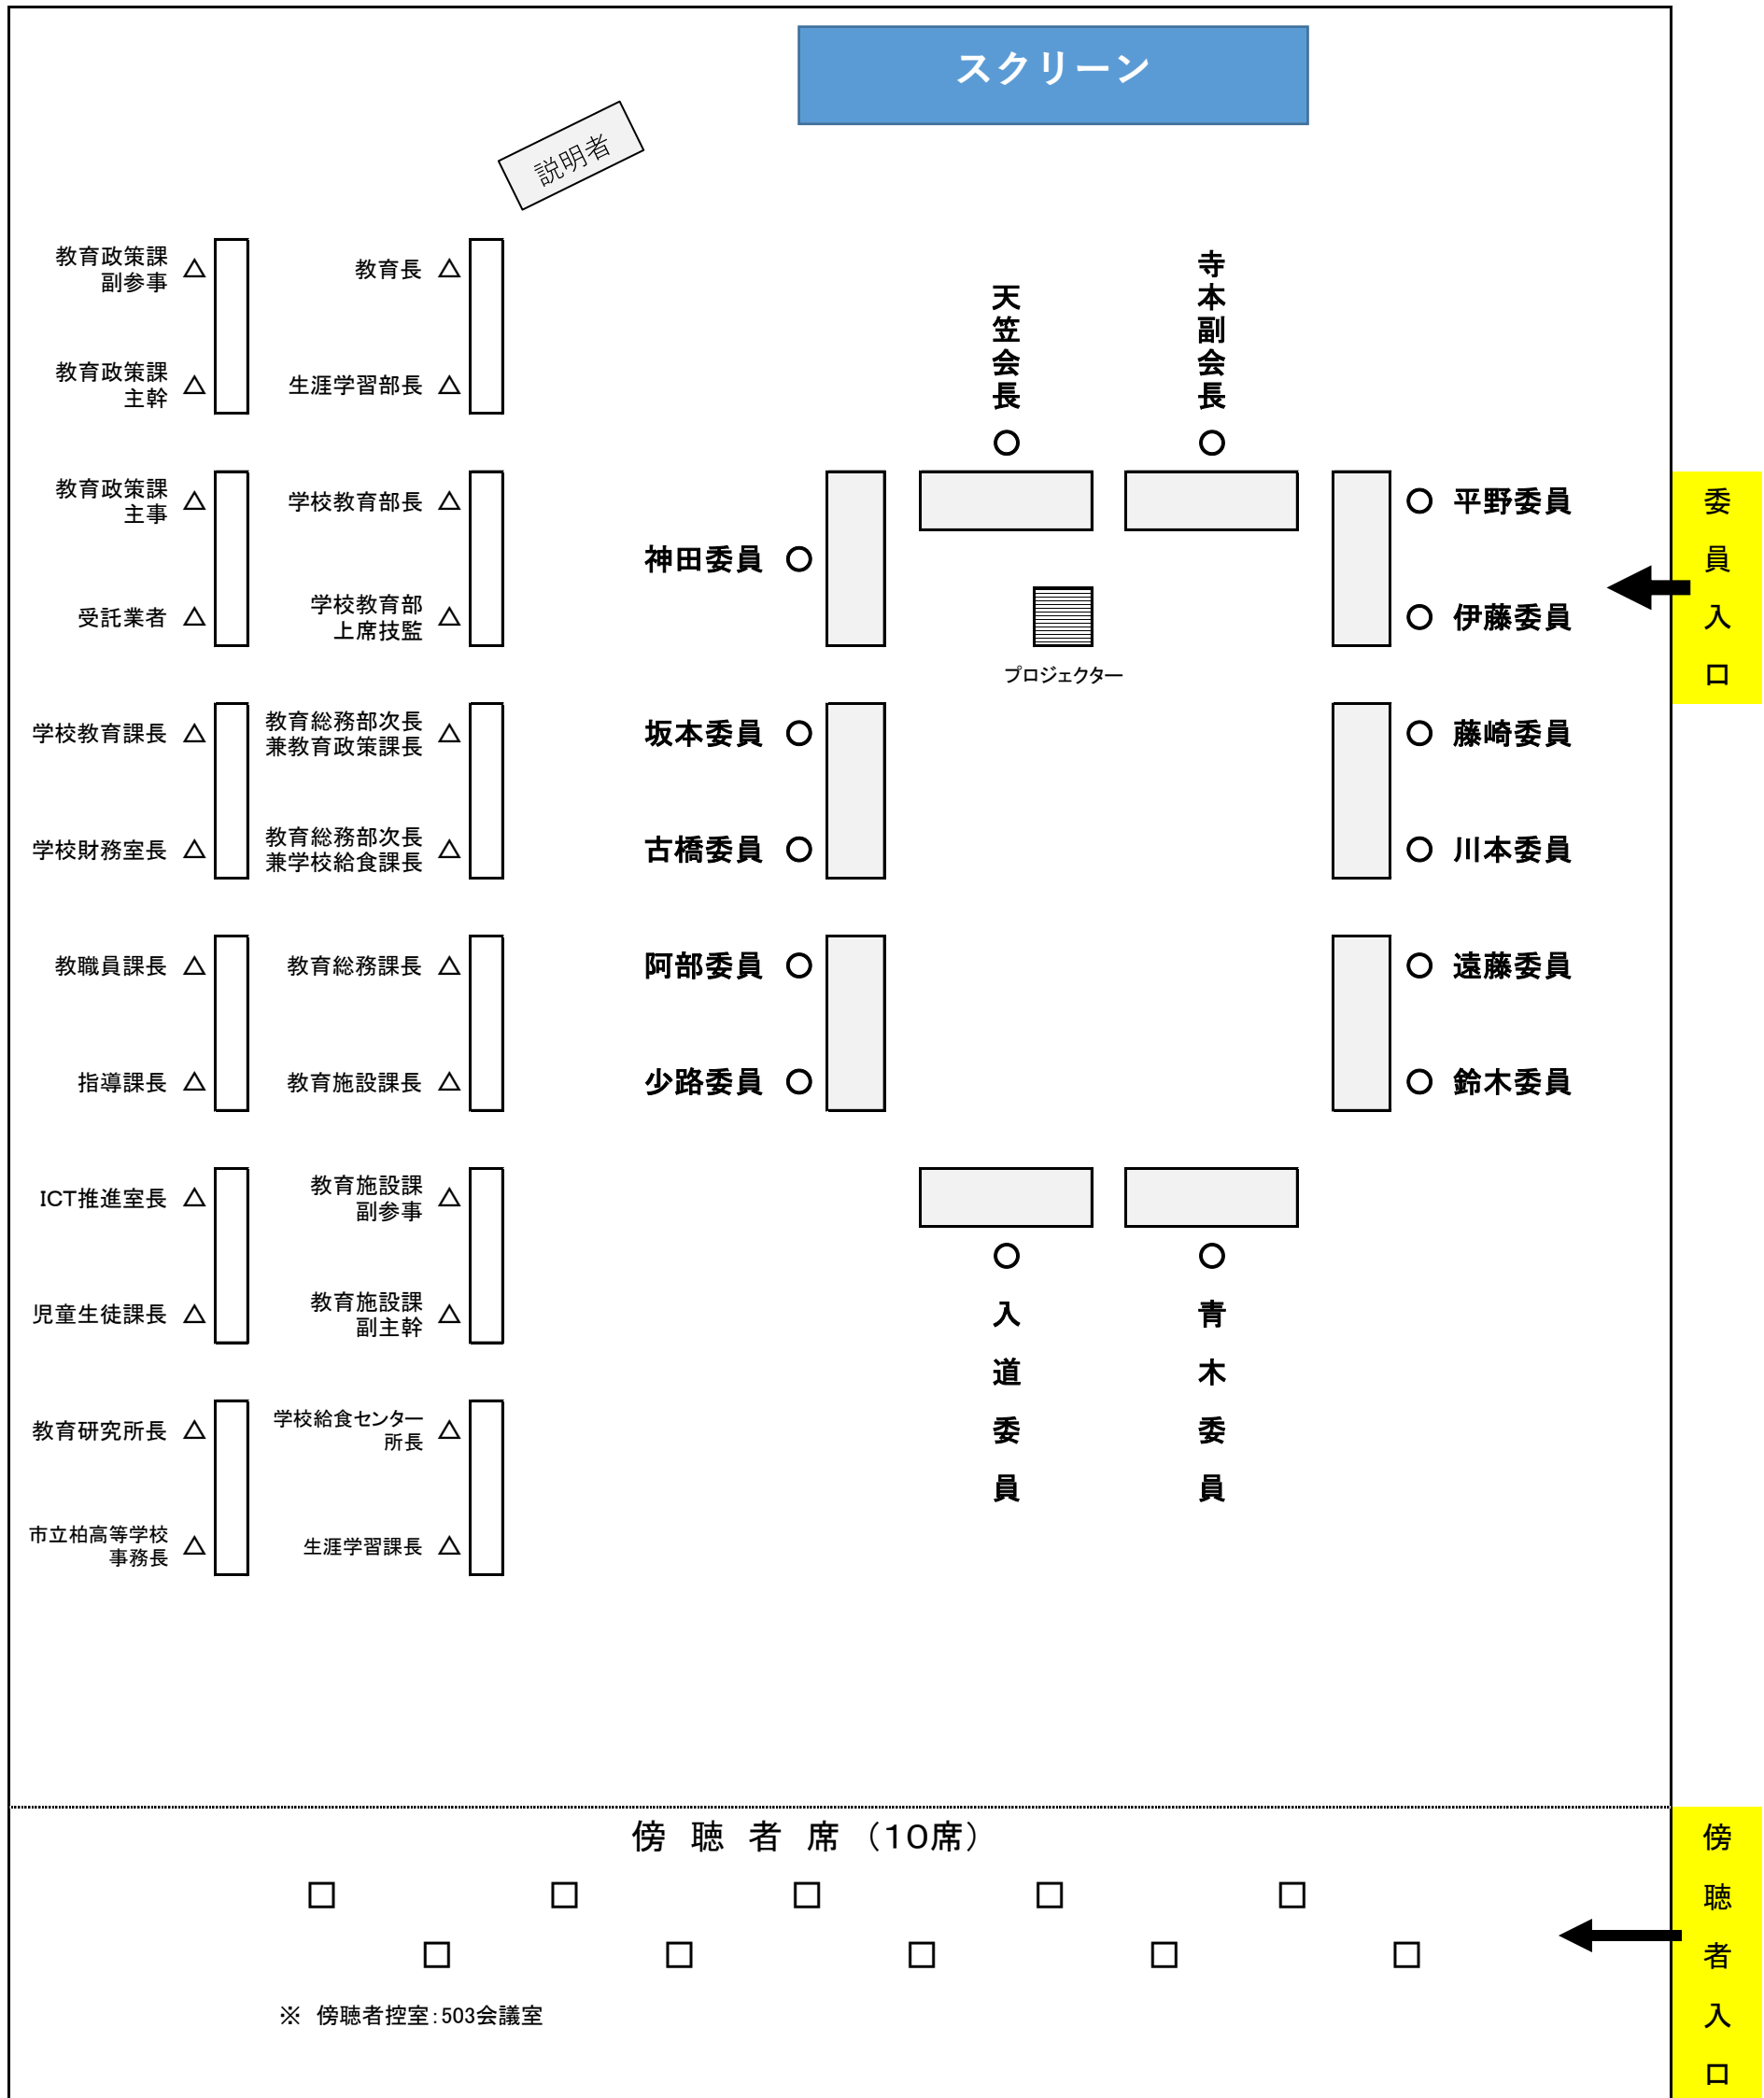 スクリーン
説明者
教育政策課
副参事
教育長
教育政策課
主幹
生涯学習部長
天笠会長
寺本副会長
教育政策課
主事
学校教育部長
受託業者
学校教育部
上席技監
神田委員
平野委員
伊藤委員
プロジェクター
委員入口
学校教育課長
教育総務部次長
兼教育政策課長
学校財務室長
教育総務部次長
兼学校給食課長
坂本委員
古橋委員
藤崎委員
川本委員
教職員課長
教育総務課長
指導課長
教育施設課長
阿部委員
少路委員
遠藤委員
鈴木委員
ICT推進室長
教育施設課
副参事
児童生徒課長
教育施設課
副主幹
入道委員
青木委員
教育研究所長
学校給食センター
所長
市立柏高等学校
事務長
生涯学習課長
傍聴者席（10席）
傍聴者入口
※ 傍聴者控室：503会議室